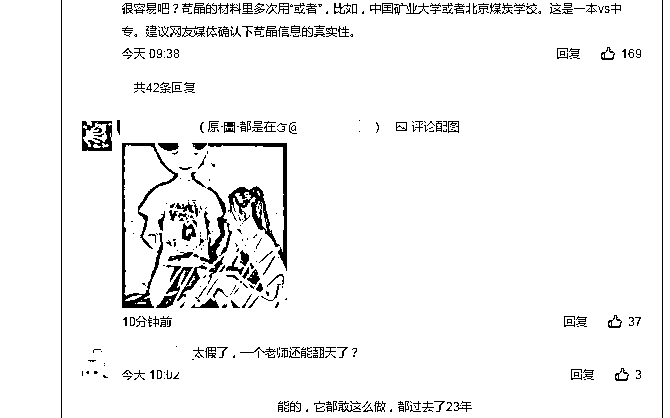 很容易吧？苟晶的材料里多次用“或者”，比如，中国矿业大学或者北京煤炭学校。这是一本vs中
专。建议网友媒体确认下苟晶信息的真实性。
今天 09:38 回复 169
共42条回复
（原·圖·都是在☞@ ） 评论配图
10分钟前 回复 37
太假了，一个老师还能翻天了？
今天 10:02 回复 3
能的，它都敢这么做，都过去了23年